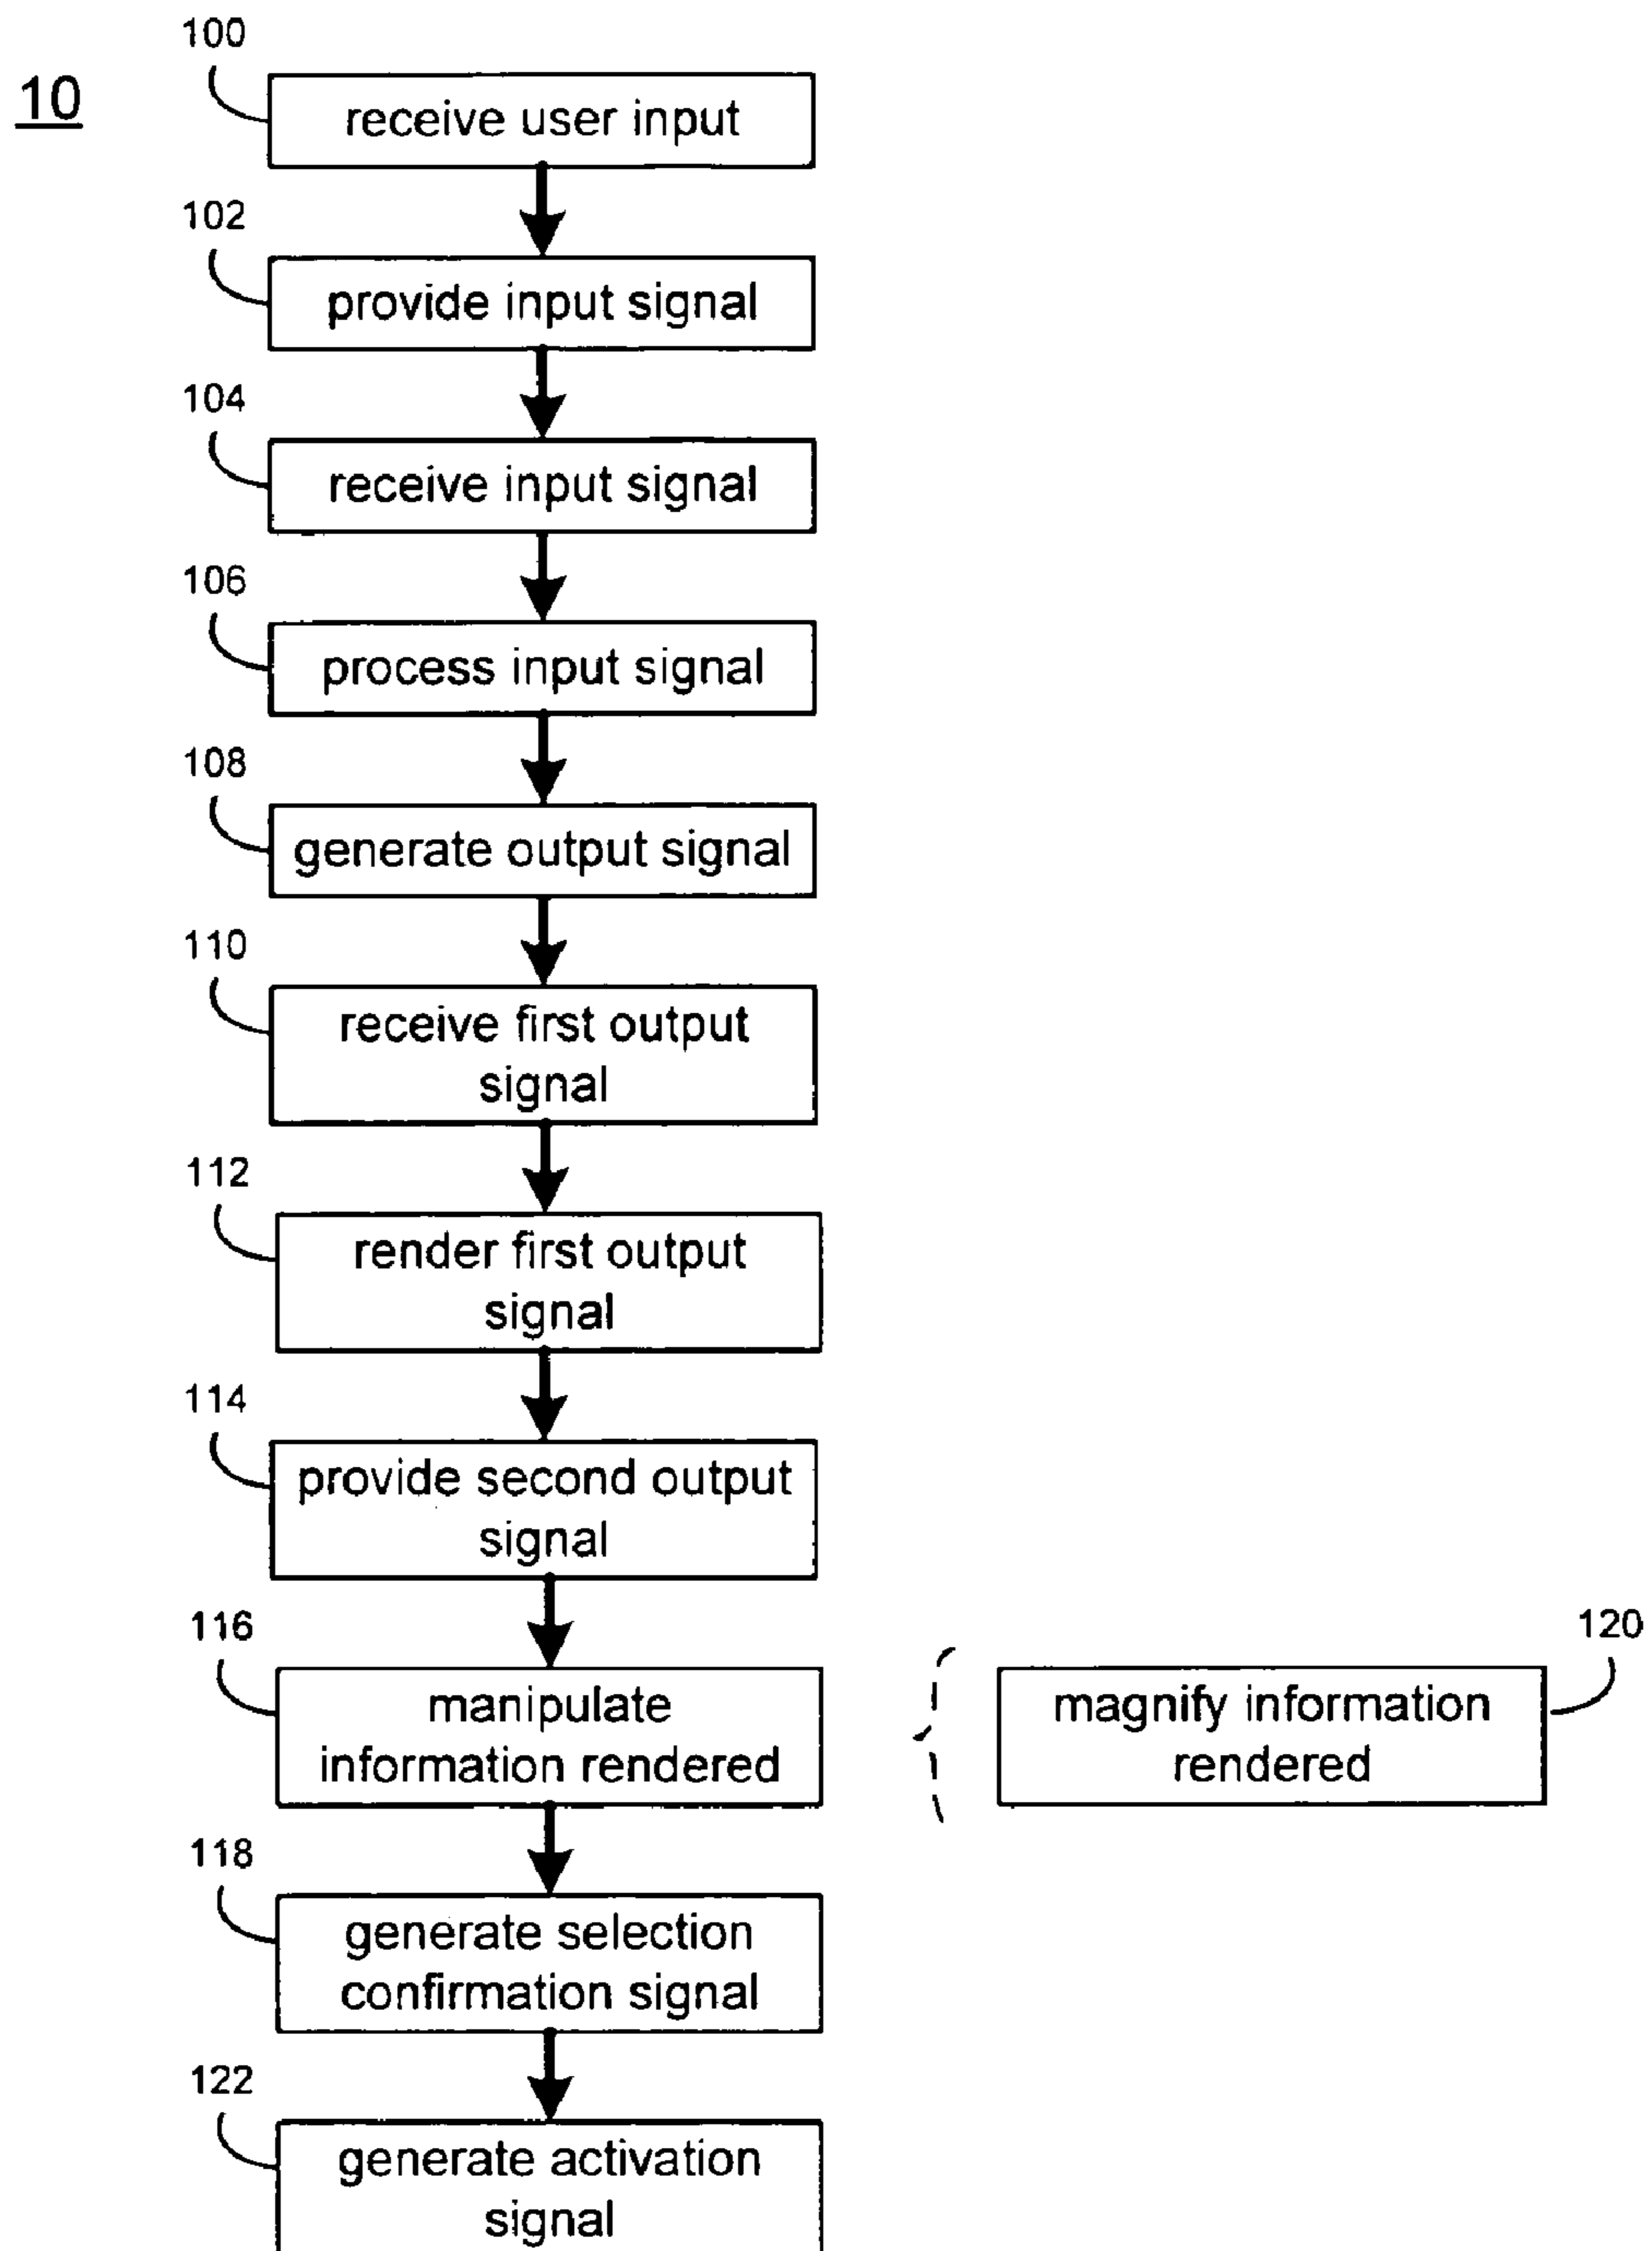 10
100
receive user input
102
provide input signal
104
receive input signal
106
process input signal
108
generate output signal
110
receive first output
signal
112
render first output
signal
114
provide second output
signal
116
manipulate
information rendered
120
magnify information
rendered
118
generate selection
confirmation signal
122
generate activation
signal